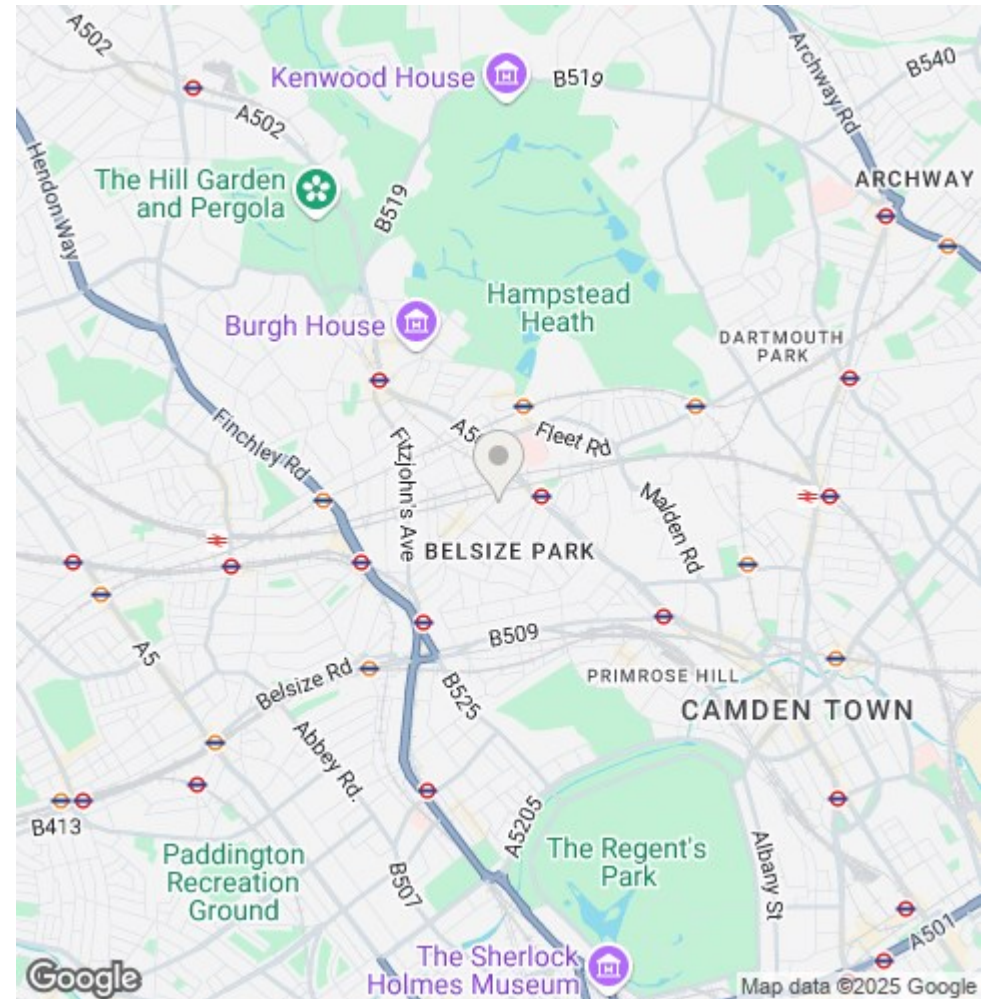 A502
Kenwood House
B519
Archway Rd
B540
A502
Hendon Way
The Hill Garden
and Pergola
B519
ARCHWAY
Hampstead
Heath
Burgh House
DARTMOUTH
PARK
Finchley Rd
Fitzjohn's Ave
A5
Fleet Rd
Malden Rd
BELSIZE PARK
B509
A5
Belsize Rd
B525
PRIMROSE HILL
CAMDEN TOWN
Abbey Rd.
B413
A5205
Paddington
Recreation
Ground
B507
The Regent's
Park
Albany St
A501
The Sherlock
Holmes Museum
Google
Map data ©2025 Google